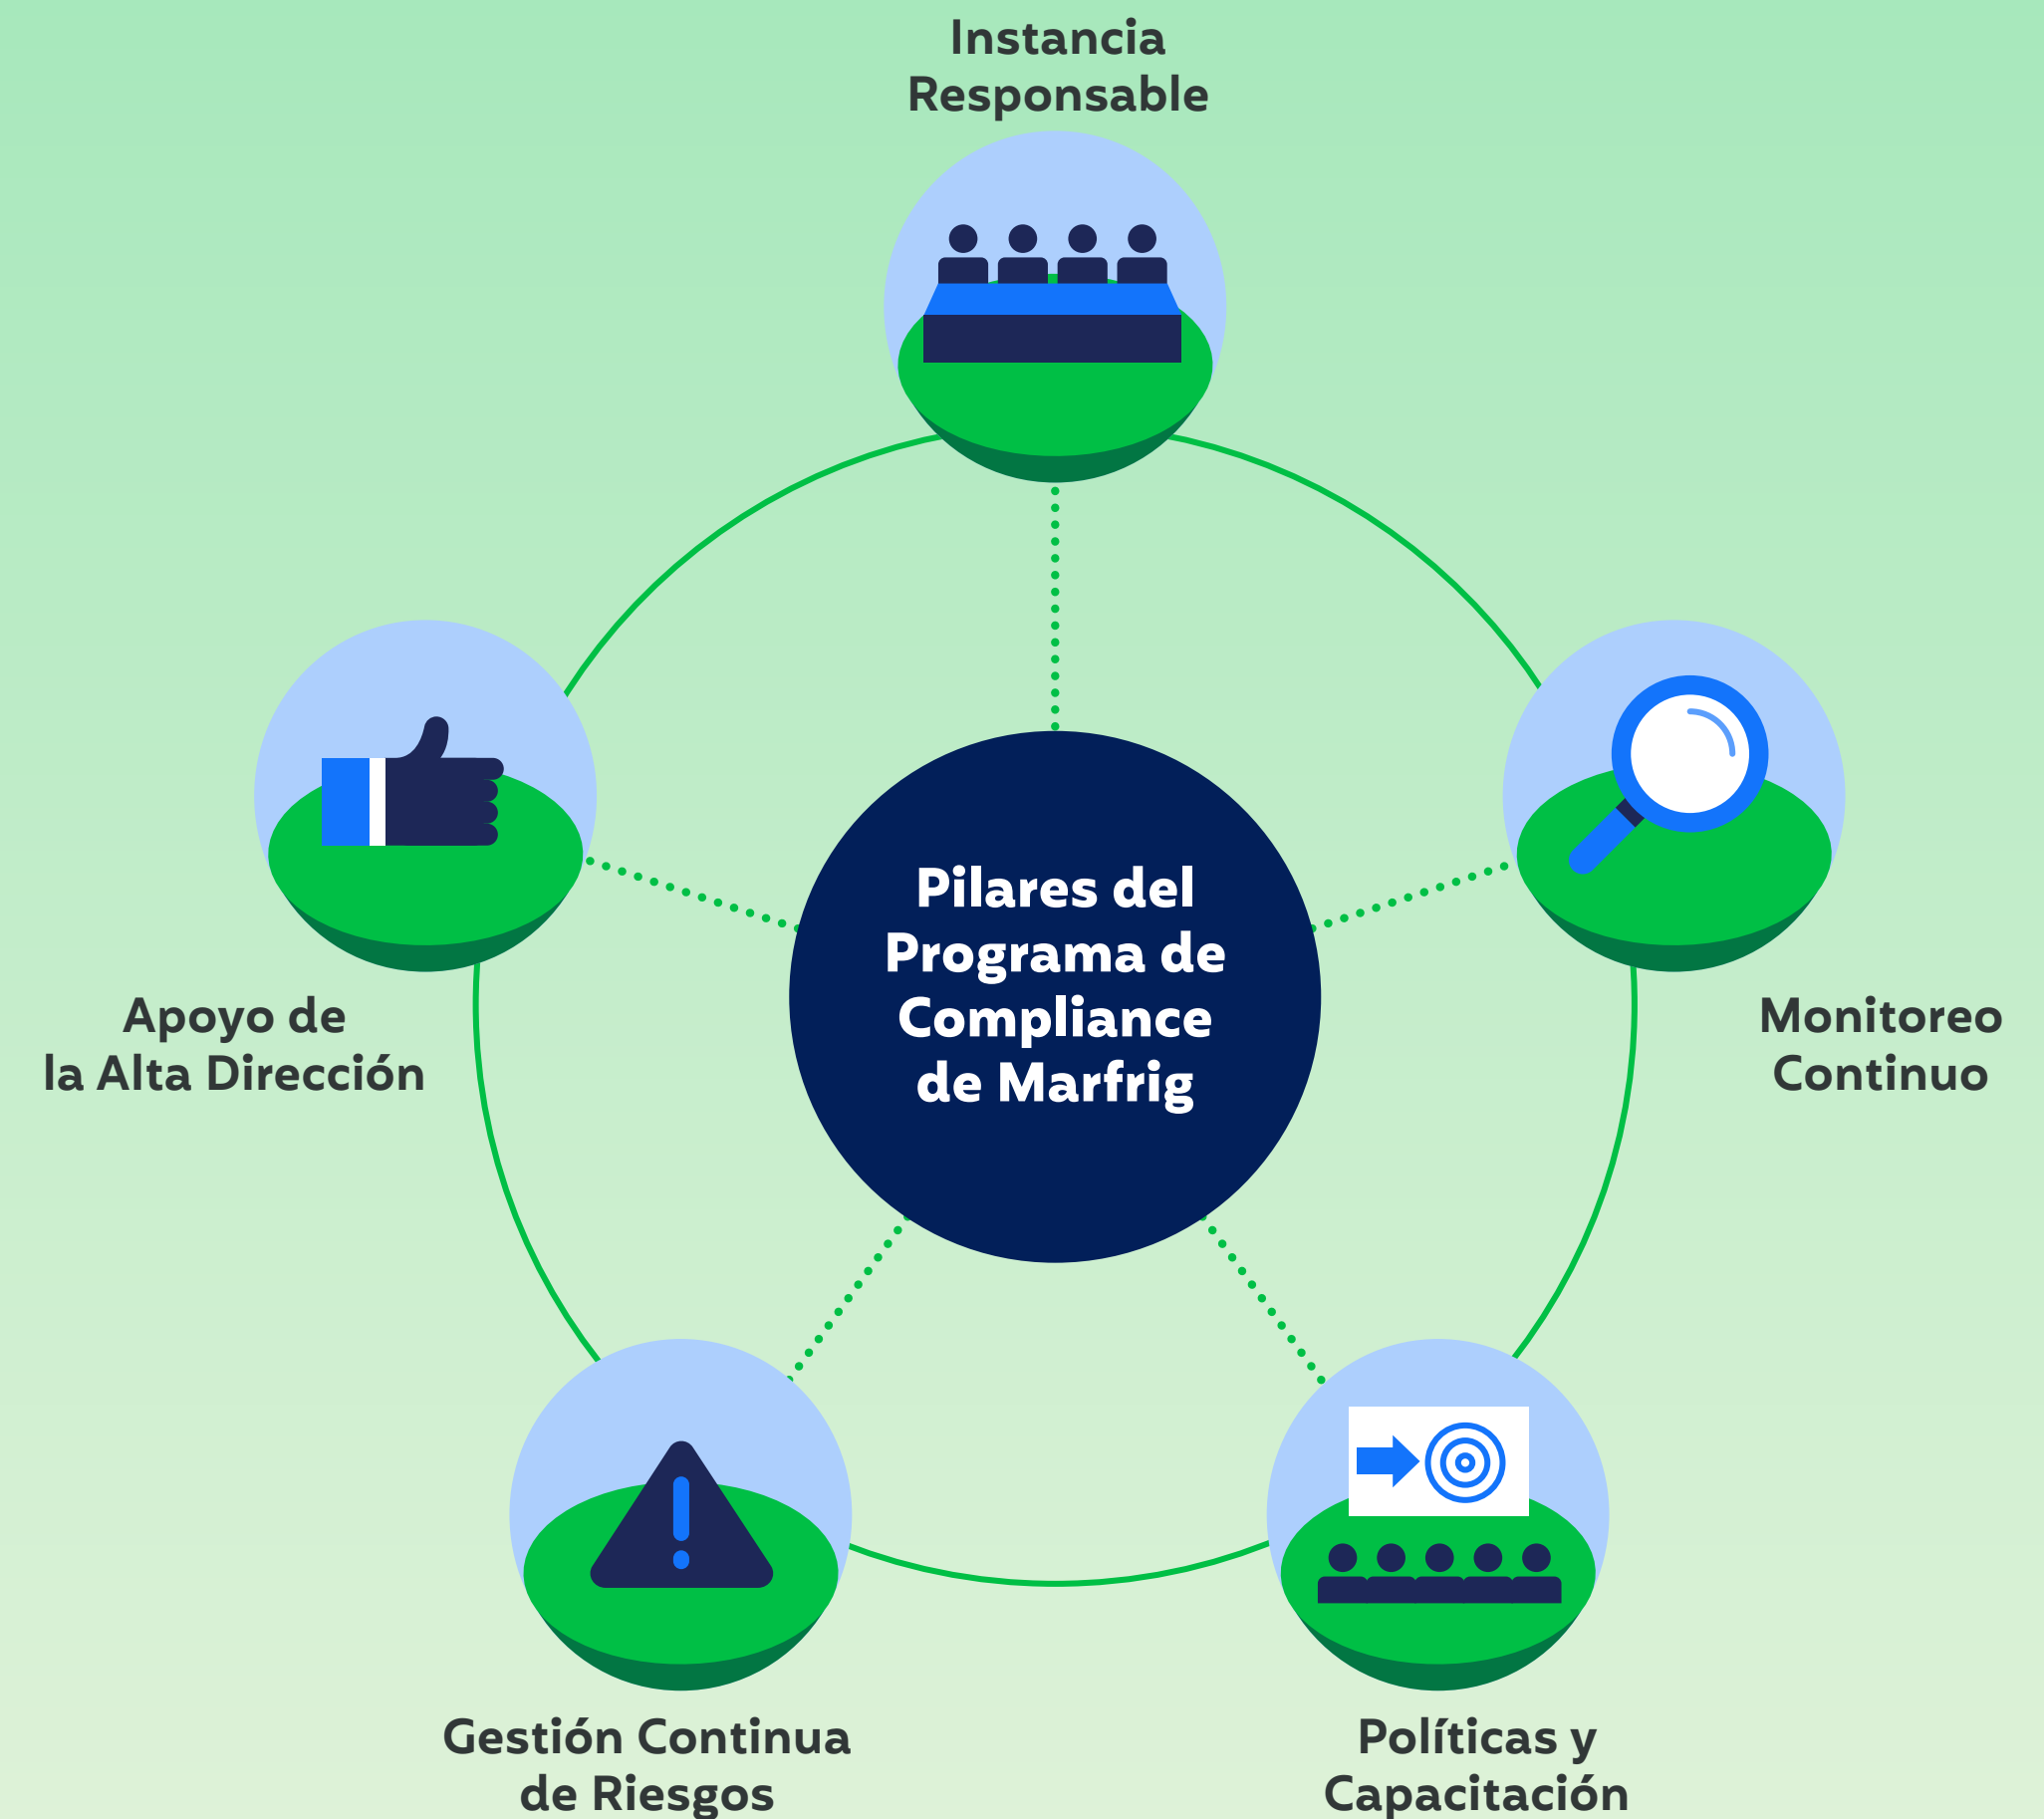 Instancia
Responsable
Pilares del
Programa de
Compliance
de Marfrig
Apoyo de
la Alta Dirección
Monitoreo
Continuo
Gestión Continua
de Riesgos
Políticas y
Capacitación